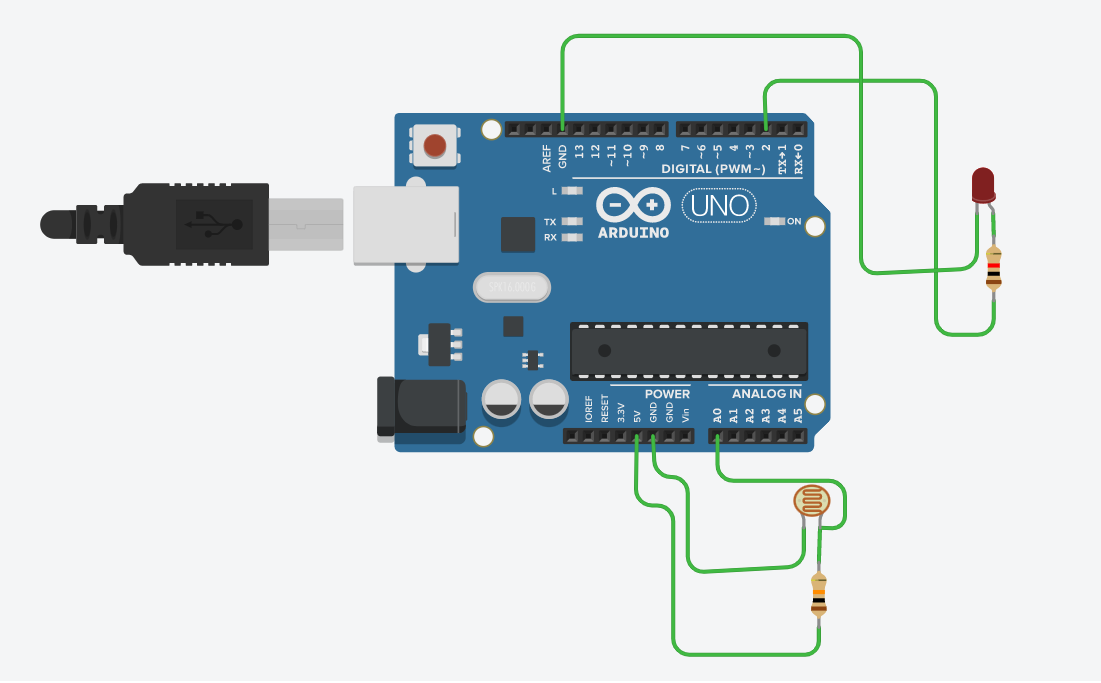 AREF
GND
13
12
~11
~10
~9
8
7
~6
~5
4
~3
2
TX→1
RX←0
DIGITAL (PWM~)
L
TX
RX
ARDUINO
UNO
ON
POWER
ANALOG IN
IOREF
RESET
3.3V
5V
GND
GND
Vin
A0
A1
A2
A3
A4
A5